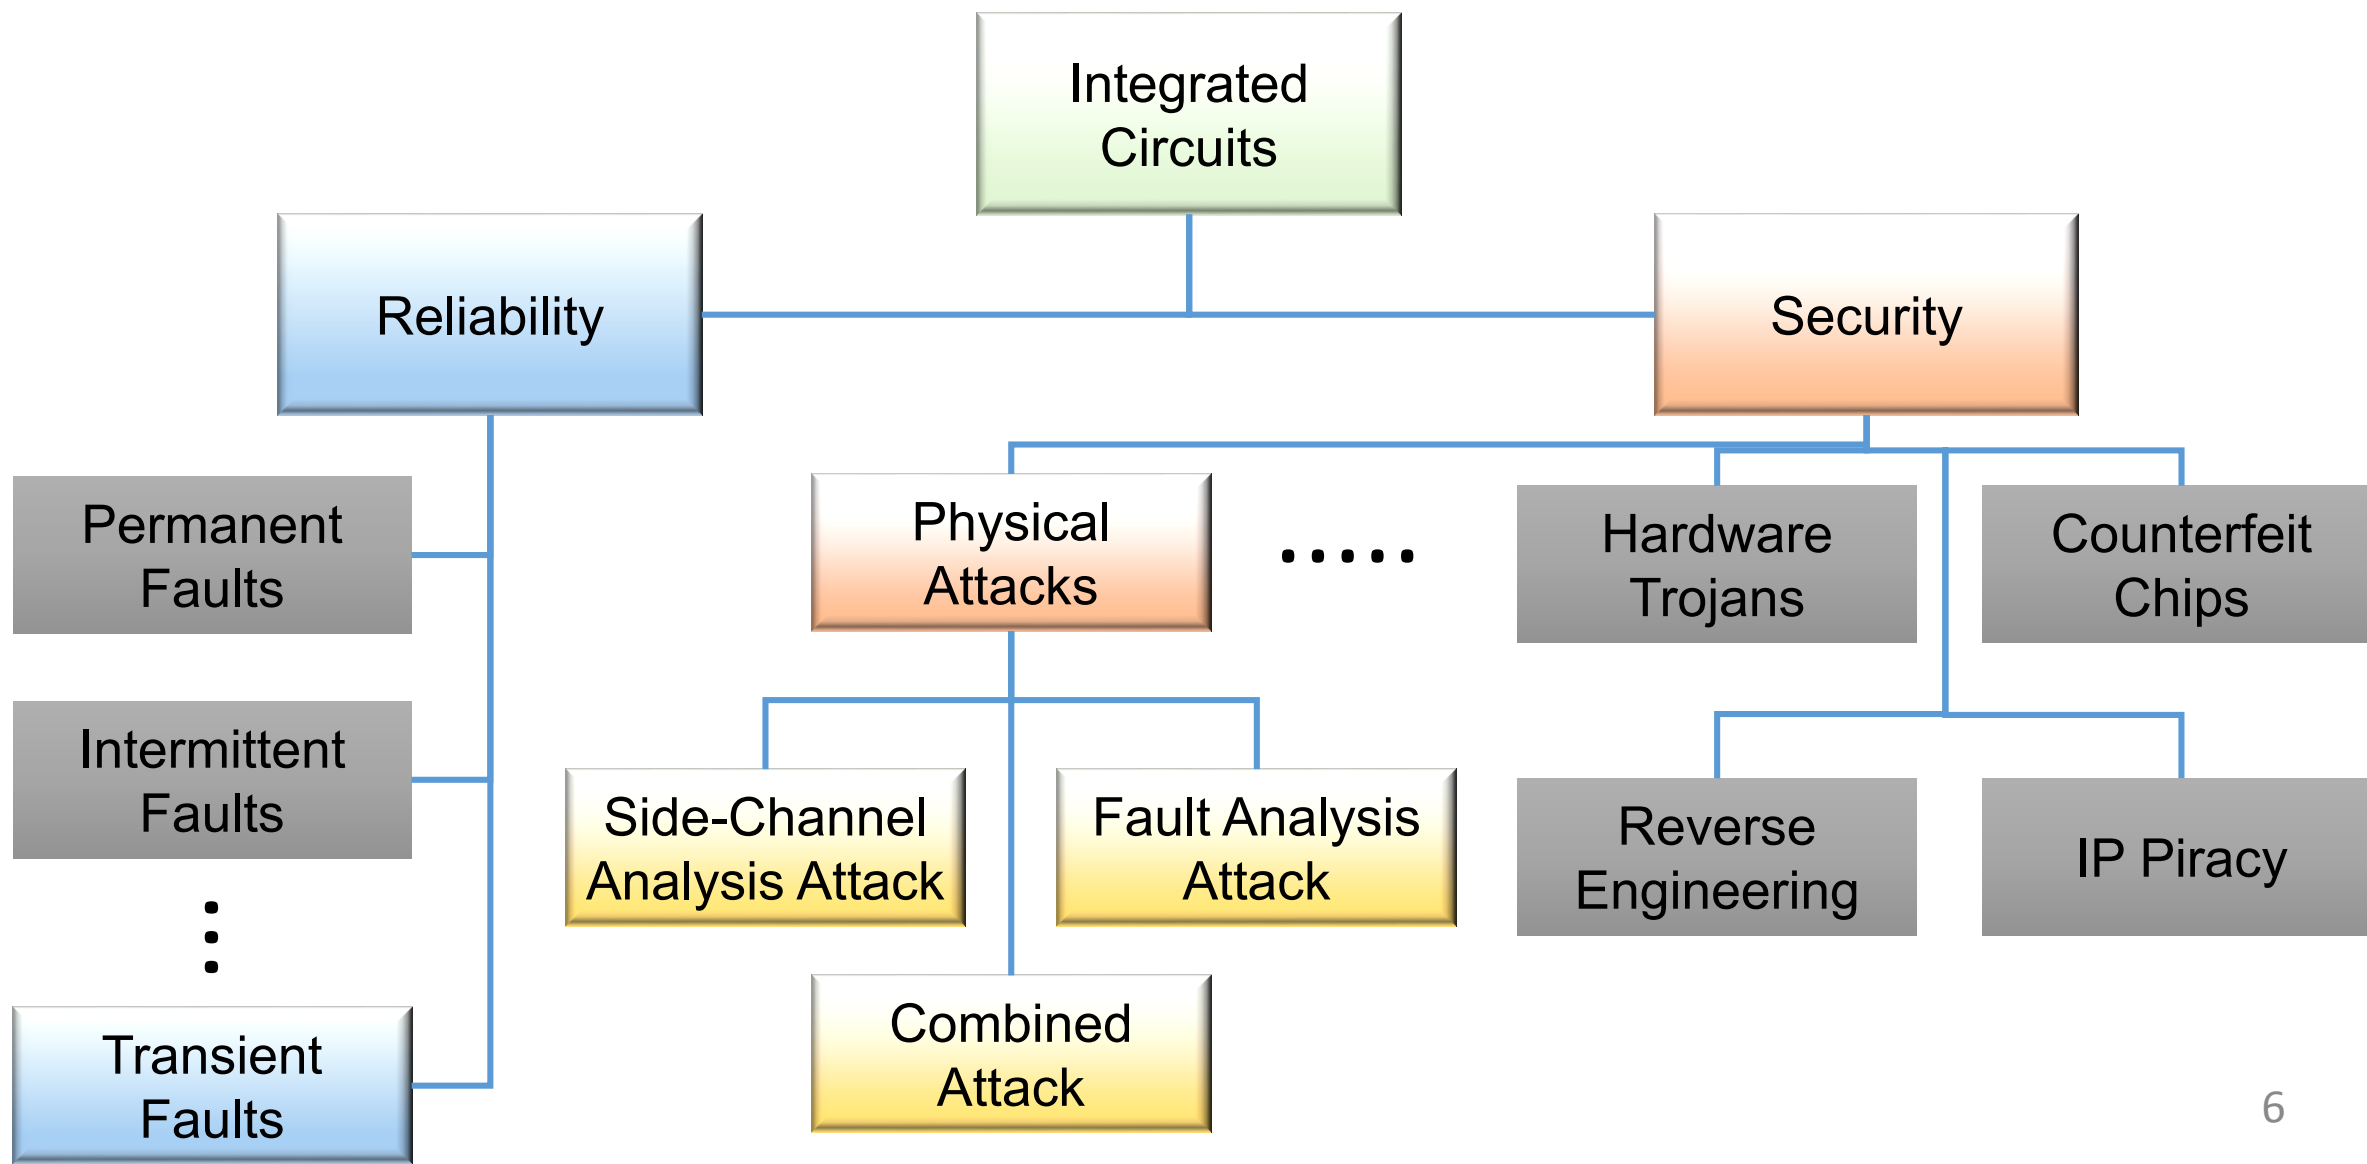 Integrated
Circuits
Reliability
Security
Permanent
Faults
Physical
Attacks
.....
Hardware
Trojans
Counterfeit
Chips
Intermittent
Faults
Side-Channel
Analysis Attack
Fault Analysis
Attack
Reverse
Engineering
IP Piracy
...
Transient
Faults
Combined
Attack
6